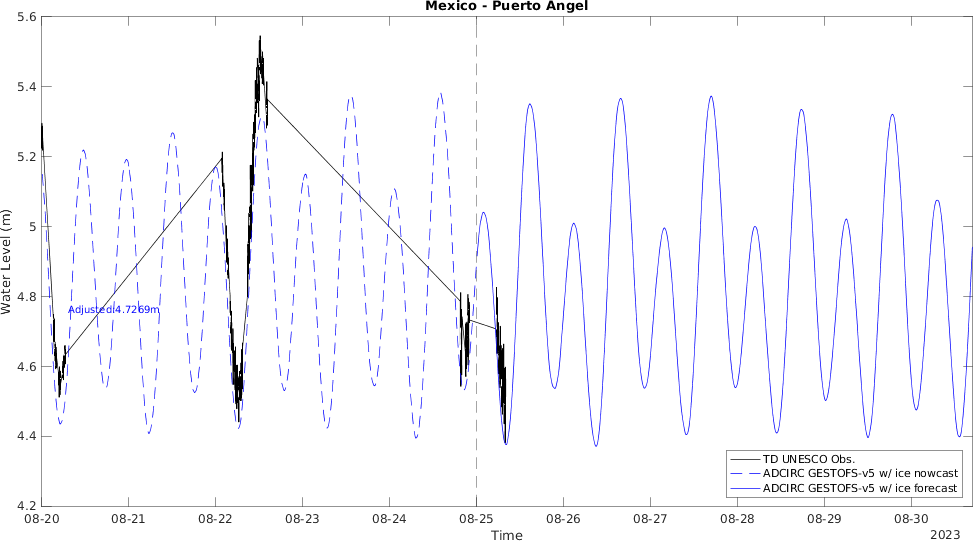 Mexico - Puerto Angel
Water Level (m)
5.6
5.4
5.2
5
4.8
4.6
4.4
4.2
Adjusted:4.7269m
TD UNESCO Obs.
ADCIRC GESTOFS-v5 w/ ice nowcast
ADCIRC GESTOFS-v5 w/ ice forecast
08-20 08-21 08-22 08-23 08-24 08-25 08-26 08-27 08-28 08-29 08-30
Time
2023